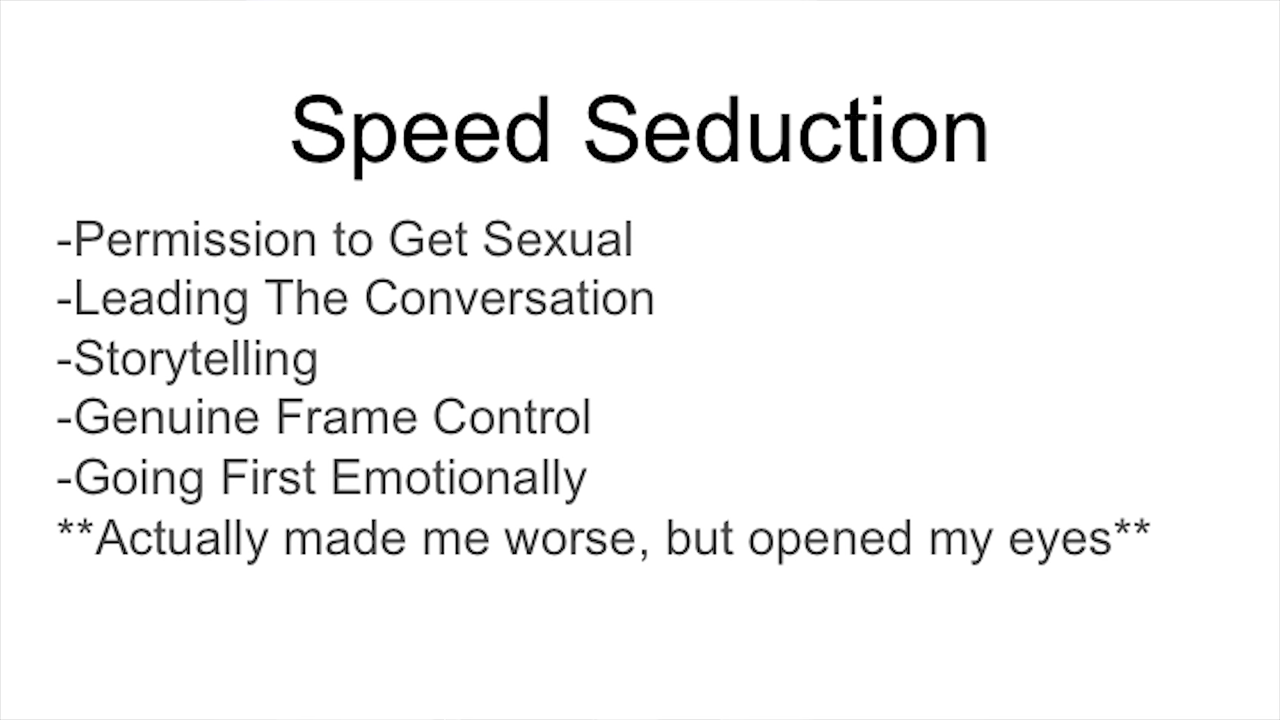 Speed Seduction
-Permission to Get Sexual
-Leading The Conversation
-Storytelling
-Genuine Frame Control
-Going First Emotionally
**Actually made me worse, but opened my eyes**